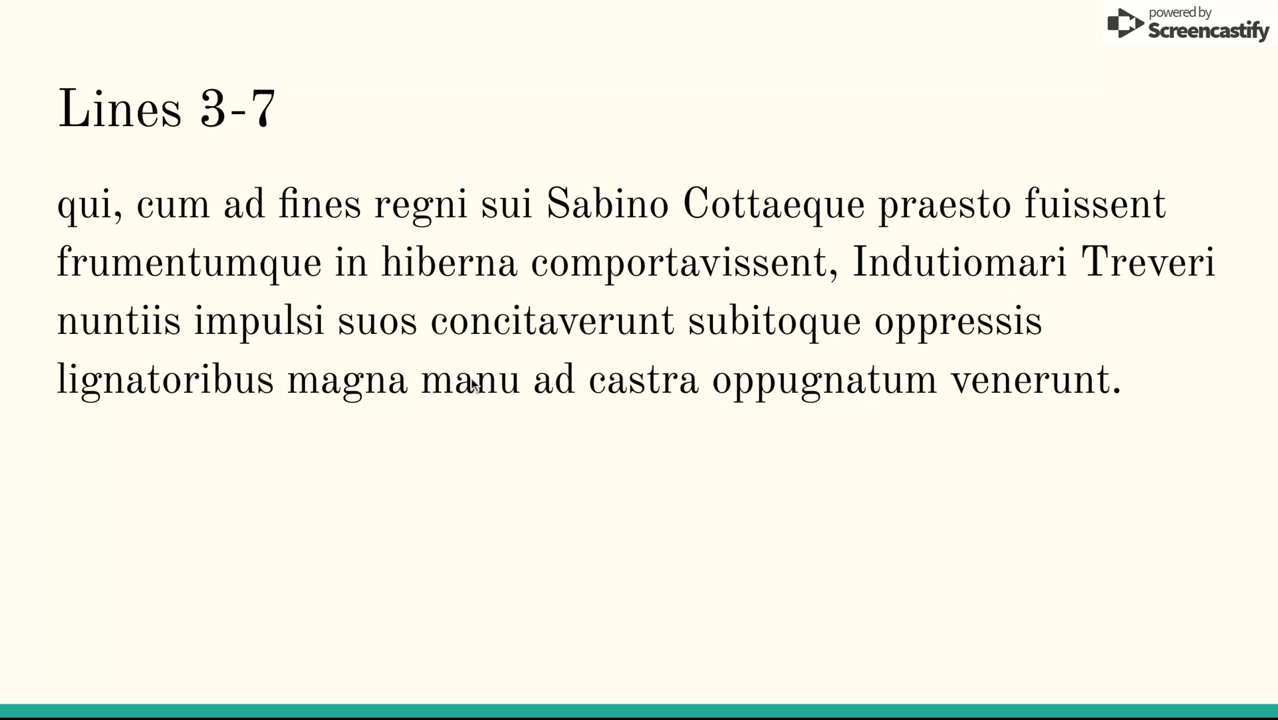 powered by
Screencastify
Lines 3-7
qui, cum ad fines regni sui Sabino Cottaeque praesto fuissent
frumentumque in hiberna comportavissent, Indutiomari Treveri
nuntiis impulsi suos concitaverunt subitoque oppressis
lignatoribus magna manu ad castra oppugnatum venerunt.